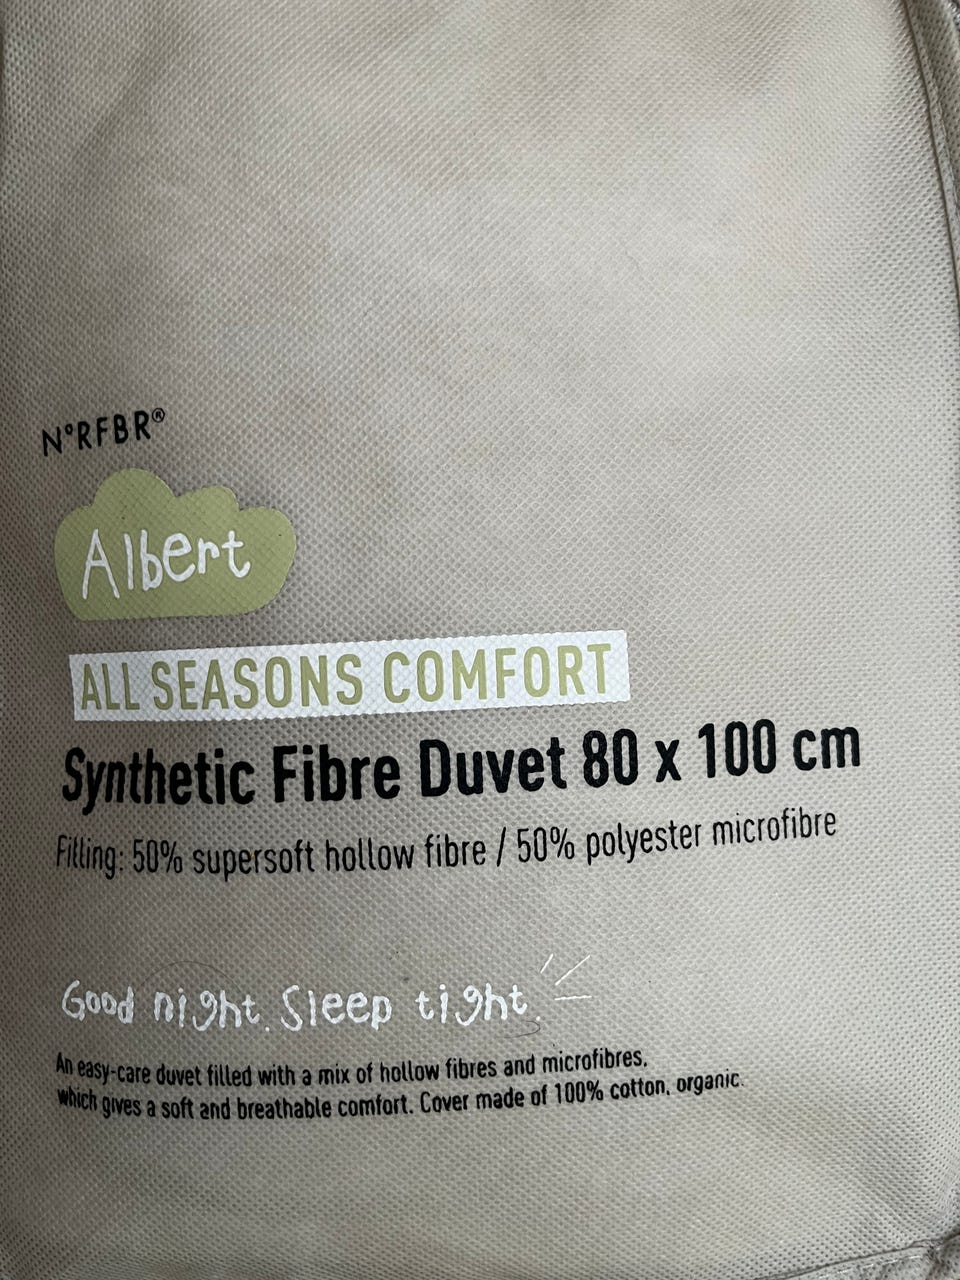 N°RFBR®
Albert
ALL SEASONS COMFORT
Synthetic Fibre Duvet 80 x 100 cm
Filling: 50% supersoft hollow fibre / 50% polyester microfibre
Good night. Sleep tight.
An easy-care duvet filled with a mix of hollow fibres and microfibres,
which gives a soft and breathable comfort. Cover made of 100% cotton, organic.